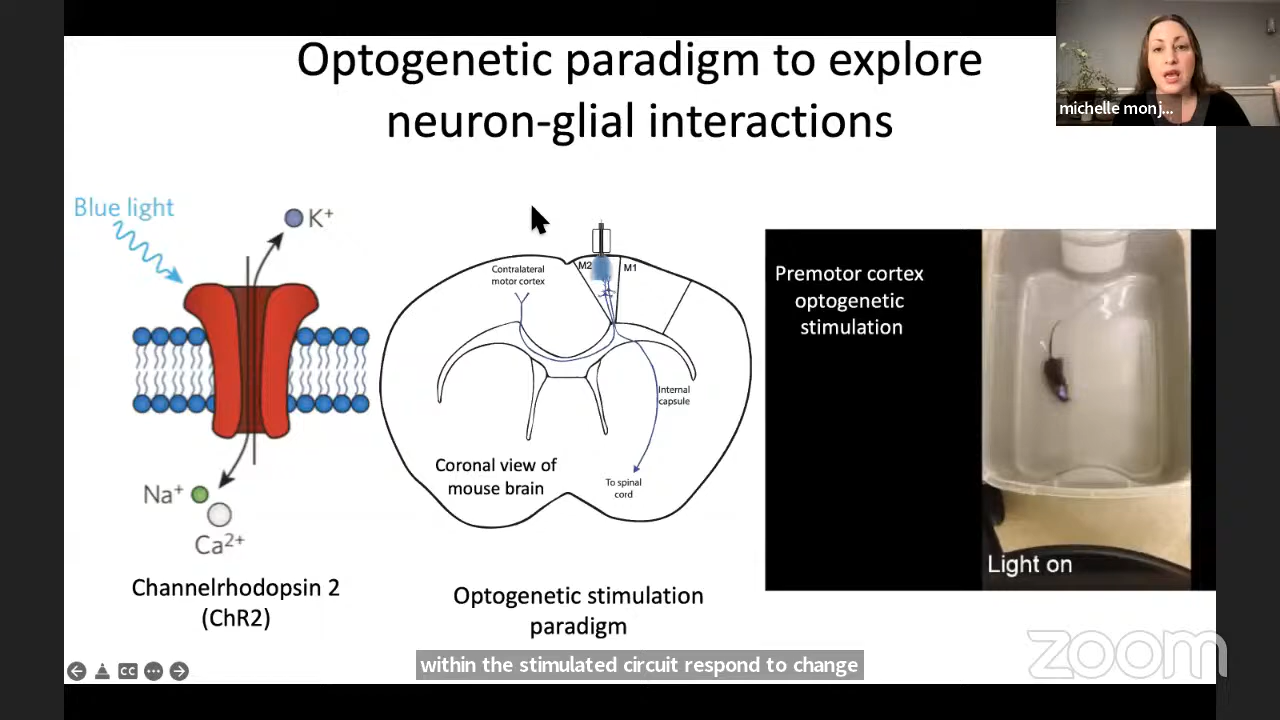 Optogenetic paradigm to explore
neuron-glial interactions
michelle monj...
Blue light
K+
Na+
Ca2+
Channelrhodopsin 2
(ChR2)
Contralateral
motor cortex
M2
M1
Internal
capsule
To spinal
cord
Coronal view of
mouse brain
Optogenetic stimulation
paradigm
Premotor cortex
optogenetic
stimulation
Light on
CC
within the stimulated circuit respond to change
zoom